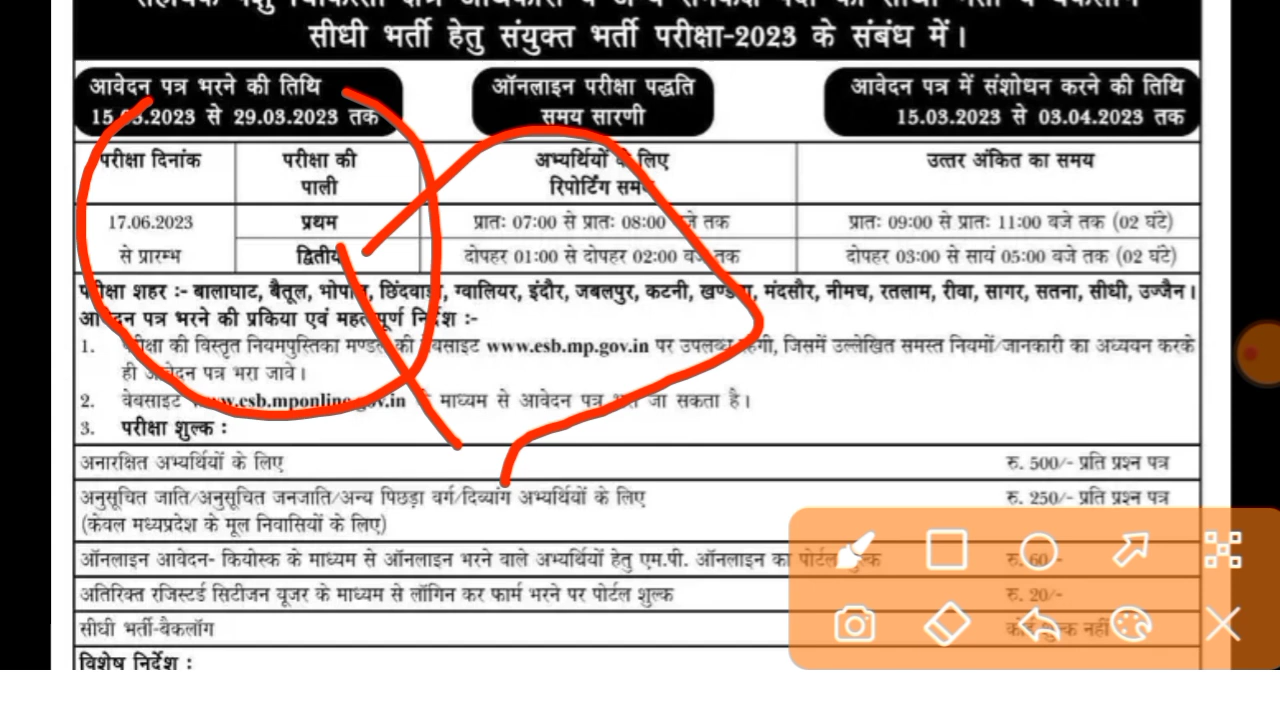 सीधी भर्ती हेतु संयुक्त भर्ती परीक्षा-2023 के संबंध में।
आवेदन पत्र भरने की तिथि
15.03.2023 से 29.03.2023 तक
ऑनलाइन परीक्षा पद्धति
समय सारणी
आवेदन पत्र में संशोधन करने की तिथि
15.03.2023 से 03.04.2023 तक
परीक्षा दिनांक परीक्षा की पाली अभ्यर्थियों के लिए रिपोर्टिंग समय उत्तर अंकित का समय
17.06.2023 प्रथम प्रातः 07:00 से प्रातः 08:00 बजे तक प्रातः 09:00 से प्रातः 11:00 बजे तक (02 घंटे)
से प्रारम्भ द्वितीय दोपहर 01:00 से दोपहर 02:00 बजे तक दोपहर 03:00 से सायं 05:00 बजे तक (02 घंटे)
परीक्षा शहर :- बालाघाट, बैतूल, भोपाल, छिंदवाड़ा, ग्वालियर, इंदौर, जबलपुर, कटनी, खण्डवा, मंदसौर, नीमच, रतलाम, रीवा, सागर, सतना, सीधी, उज्जैन।
आवेदन पत्र भरने की प्रकिया एवं महत्वपूर्ण निर्देश :-
1. परीक्षा की विस्तृत नियमपुस्तिका मण्डल की वेबसाइट www.esb.mp.gov.in पर उपलब्ध रहेगी, जिसमें उल्लेखित समस्त नियमों/जानकारी का अध्ययन करके
ही आवेदन पत्र भरा जावे।
2. वेबसाइट www.esb.mponline.gov.in के माध्यम से आवेदन पत्र भरा जा सकता है।
3. परीक्षा शुल्क :
अनारक्षित अभ्यर्थियों के लिए रु. 500/- प्रति प्रश्न पत्र
अनुसूचित जाति/अनुसूचित जनजाति/अन्य पिछड़ा वर्ग/दिव्यांग अभ्यर्थियों के लिए रु. 250/- प्रति प्रश्न पत्र
(केवल मध्यप्रदेश के मूल निवासियों के लिए)
ऑनलाइन आवेदन- कियोस्क के माध्यम से ऑनलाइन भरने वाले अभ्यर्थियों हेतु एम.पी. ऑनलाइन का पोर्टल शुल्क रु. 60/-
अतिरिक्त रजिस्टर्ड सिटीजन यूजर के माध्यम से लॉगिन कर फार्म भरने पर पोर्टल शुल्क रु. 20/-
सीधी भर्ती-बैकलॉग कोई शुल्क नहीं
विशेष निर्देश :